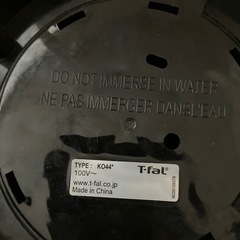 DO NOT IMMERSE IN WATER
NE PAS IMMERGER DANS L'EAU
TYPE : KO44*
100V～
www.t-fal.co.jp
Made in China
T-fal